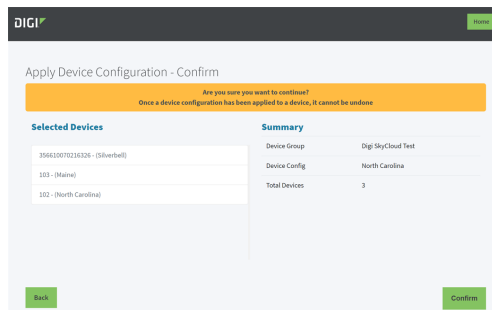 DIGI
Home
Apply Device Configuration - Confirm
Are you sure you want to continue?
Once a device configuration has been applied to a device, it cannot be undone
Selected Devices
356610070216326 - (Silverbell)
103 - (Maine)
102 - (North Carolina)
Summary
Device Group Digi SkyCloud Test
Device Config North Carolina
Total Devices 3
Back
Confirm